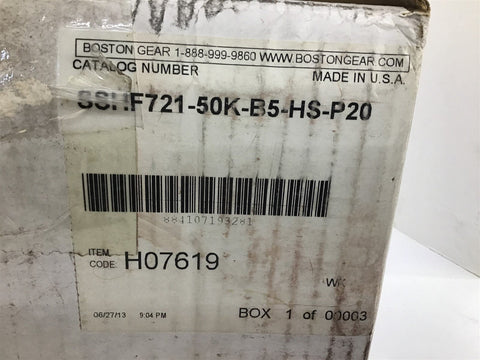 BOSTON GEAR 1-888-999-9860 WWW.BOSTONGEAR.COM
CATALOG NUMBER MADE IN U.S.A.
SSHF721-50K-B5-HS-P20
884107193281
ITEM CODE: H07619
06/27/13 9:04 PM BOX 1 of 00003